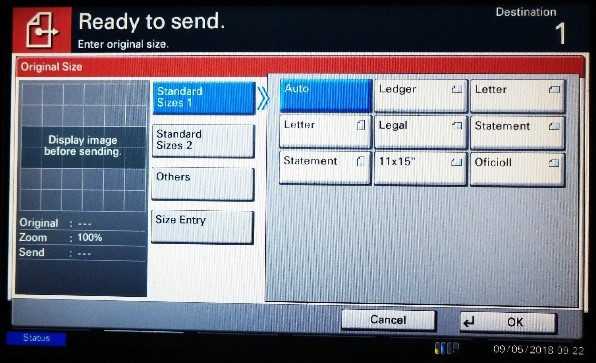 Ready to send.
Enter original size.
Destination
1
Original Size
Display image
before sending.
Original : ---
Zoom : 100%
Send : ---
Standard
Sizes 1
Standard
Sizes 2
Others
Size Entry
Auto
Ledger
Letter
Letter
Legal
Statement
Statement
11x15"
OficioII
Cancel
OK
Status
09/05/2018 09:22